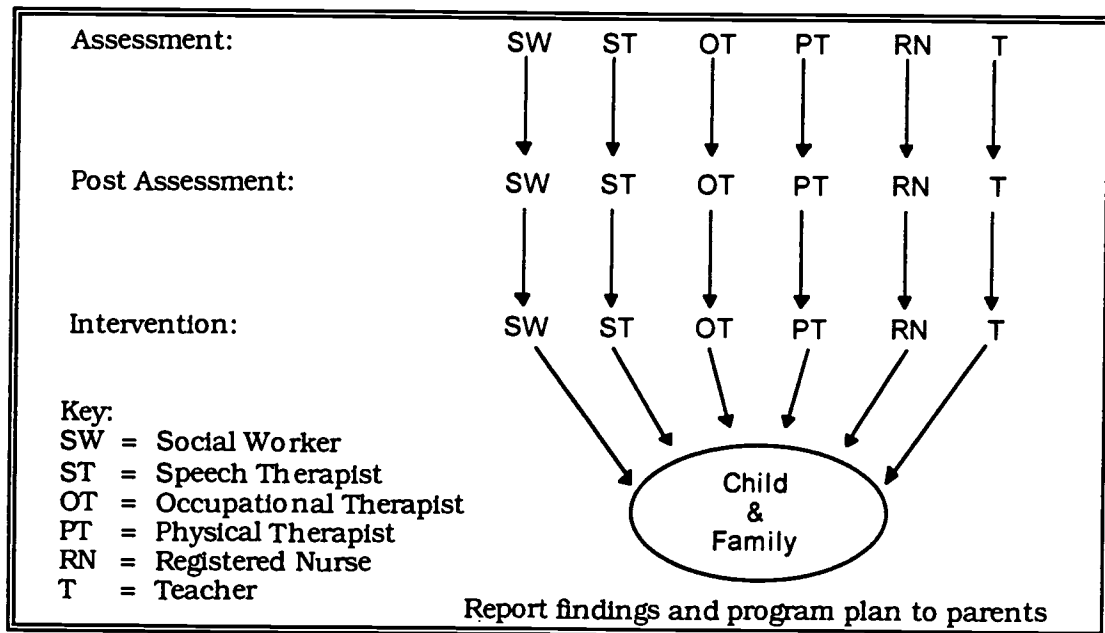 Assessment: SW ST OT PT RN T
Post Assessment: SW ST OT PT RN T
Intervention: SW ST OT PT RN T
Key:
SW = Social Worker
ST = Speech Therapist
OT = Occupational Therapist
PT = Physical Therapist
RN = Registered Nurse
T = Teacher
Child
&
Family
Report findings and program plan to parents